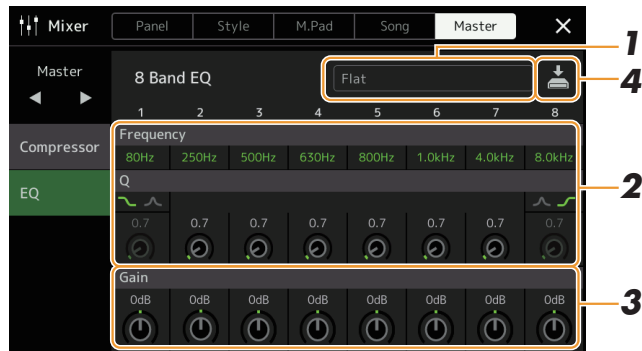 Mixer Panel Style M.Pad Song Master
1
Master 8 Band EQ Flat
4
1 2 3 4 5 6 7 8
Compressor
Frequency
80Hz 250Hz 500Hz 630Hz 800Hz 1.0kHz 4.0kHz 8.0kHz
EQ
Q
2
0.7 0.7 0.7 0.7 0.7 0.7 0.7 0.7
Gain
3
0dB 0dB 0dB 0dB 0dB 0dB 0dB 0dB